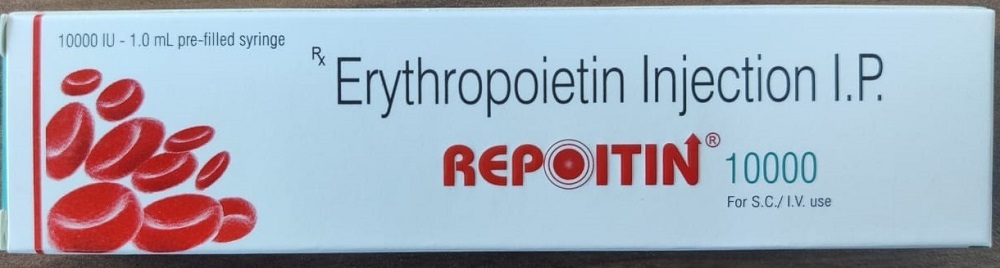 10000 IU - 1.0 mL pre-filled syringe
Rx Erythropoietin Injection I.P.
REPOITIN® 10000
For S.C./ I.V. use